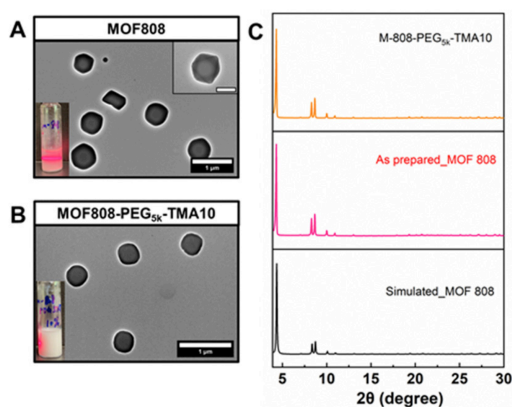 A
MOF808
1 μm
B
MOF808-PEG5k-TMA10
1 μm
C
M-808-PEG5k-TMA10
As prepared_MOF 808
Simulated_MOF 808
5 10 15 20 25 30
2θ (degree)